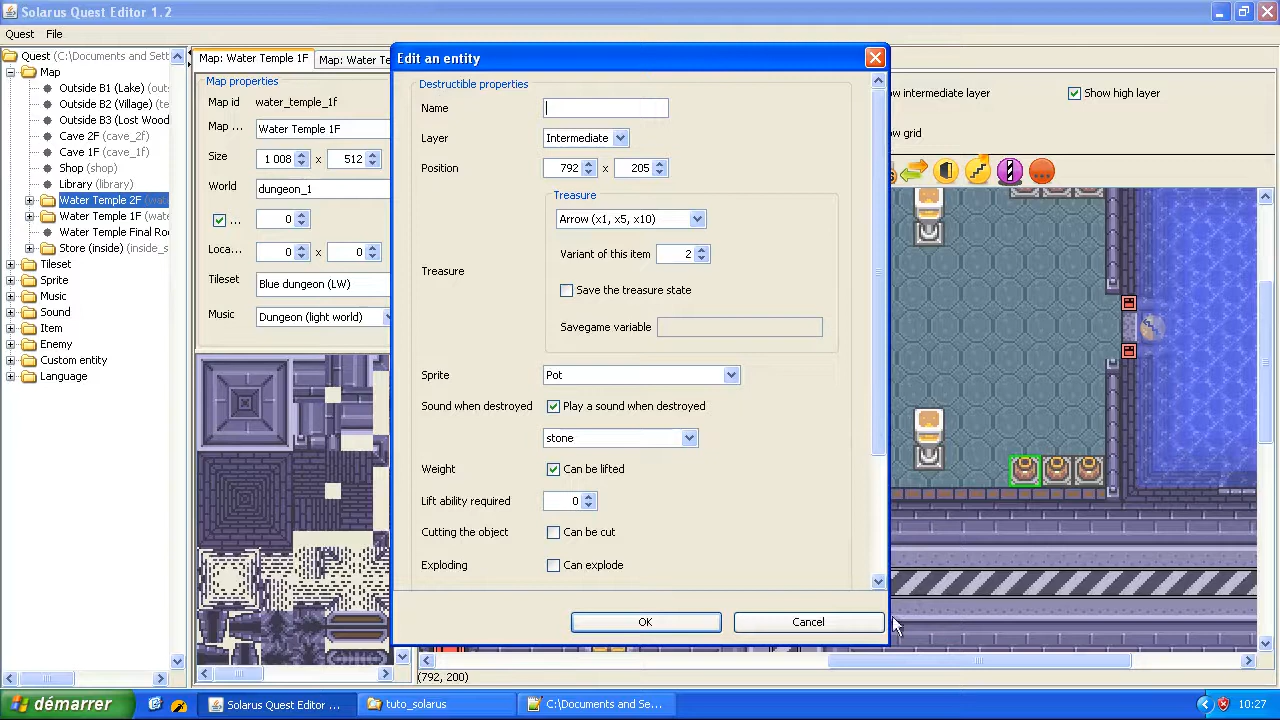 Solarus Quest Editor 1.2
Quest File
Quest (C:\Documents and Sett
Map
Outside B1 (Lake) (
Outside B2 (Village) (
Outside B3 (Lost Wood
Cave 2F (cave_2f)
Cave 1F (cave_1f)
Shop (shop)
Library (library)
Water Temple 2F (
Water Temple 1F (
Water Temple Final Ro
Store (inside) (inside_s
Tileset
Sprite
Music
Sound
Item
Enemy
Custom entity
Language
Map: Water Temple 1F
Map: Water Te
Map properties
Map id water_temple_1f
Map ... Water Temple 1F
Size 1 008 x 512
World dungeon_1
... 0
Loca... 0 x 0
Tileset Blue dungeon (LW)
Music Dungeon (light world)
Edit an entity
Destructible properties
Name
Layer Intermediate
Position 792 x 205
Treasure
Treasure
Arrow (x1, x5, x10)
Variant of this item 2
Save the treasure state
Savegame variable
Sprite Pot
Sound when destroyed Play a sound when destroyed
stone
Weight Can be lifted
Lift ability required 0
Cutting the object Can be cut
Exploding Can explode
OK Cancel
w intermediate layer Show high layer
w grid
(792, 200)
démarrer
Solarus Quest Editor ...
tuto_solarus
C:\Documents and Se...
10:27